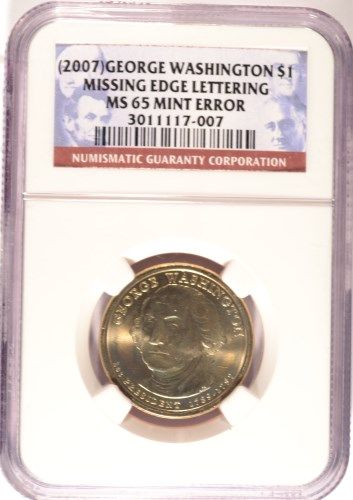 (2007)GEORGE WASHINGTON $1
MISSING EDGE LETTERING
MS 65 MINT ERROR
3011117-007
NUMISMATIC GUARANTY CORPORATION
GEORGE WASHINGTON
1ST PRESIDENT 1789-1797